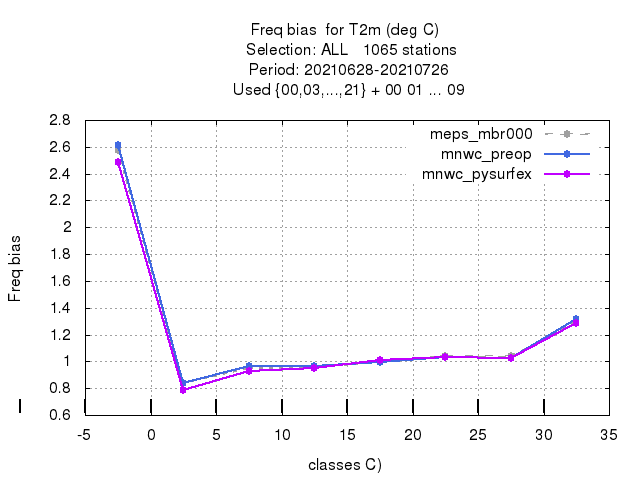 Freq bias  for T2m (deg C)
Selection: ALL   1065 stations
Period: 20210628-20210726
Used {00,03,...,21} + 00 01 ... 09
meps_mbr000
mnwc_preop
mnwc_pysurfex
2.8
2.6
2.4
2.2
2
1.8
1.6
1.4
1.2
1
0.8
0.6
Freq bias
-5 0 5 10 15 20 25 30 35
classes C)